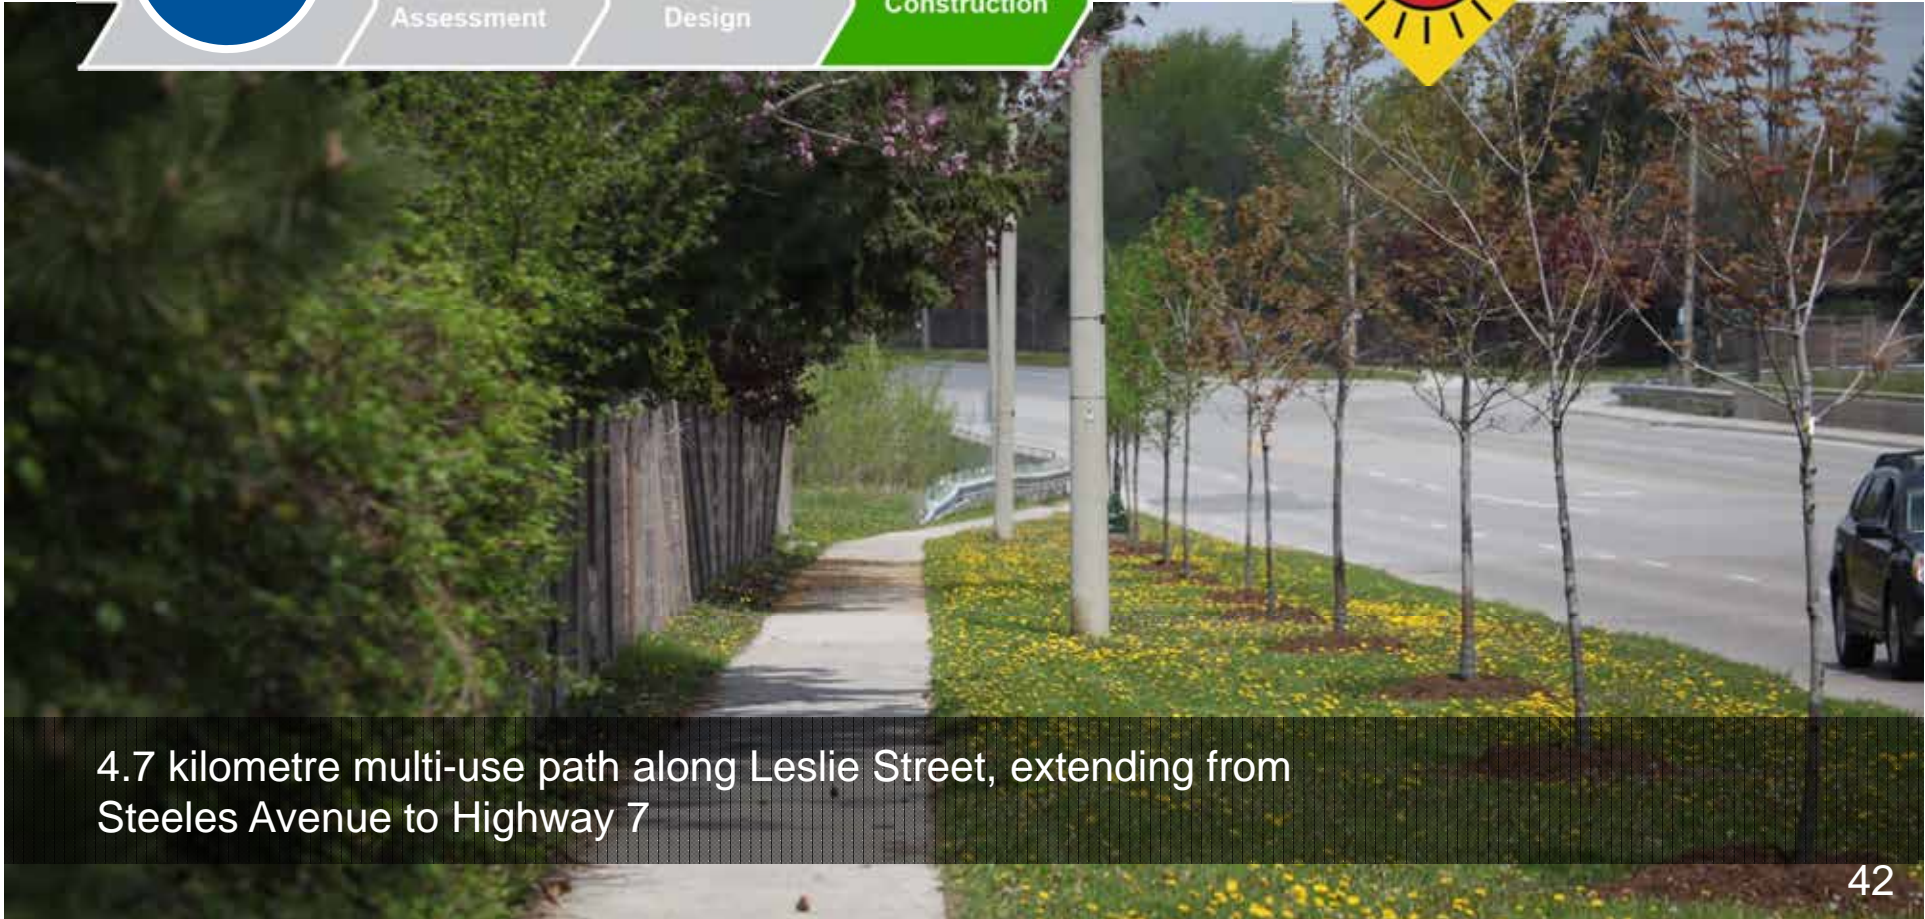 Assessment
Design
Construction
4.7 kilometre multi-use path along Leslie Street, extending from
Steeles Avenue to Highway 7
42